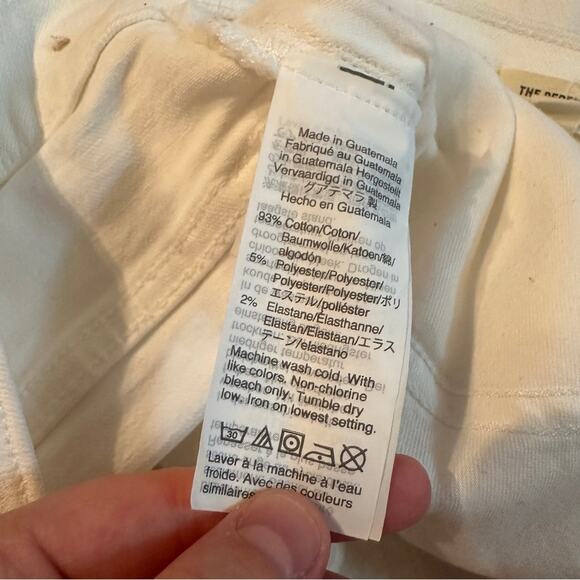 THE PERFE
Made in Guatemala
Fabriqué au Guatemala
in Guatemala Hergestellt
Vervaardigd in Guatemala
グアテマラ製
Hecho en Guatemala
93% Cotton/Coton/
Baumwolle/Katoen/綿/
algodón
5% Polyester/Polyester/
Polyester/Polyester/ポリ
エステル/poliéster
2% Elastane/Elasthanne/
Elastan/Elastaan/エラス
テーン/elastano
Machine wash cold. With
like colors. Non-chlorine
bleach only. Tumble dry
low. Iron on lowest setting.
30
Laver à la machine à l'eau
froide. Avec des couleurs
similaires